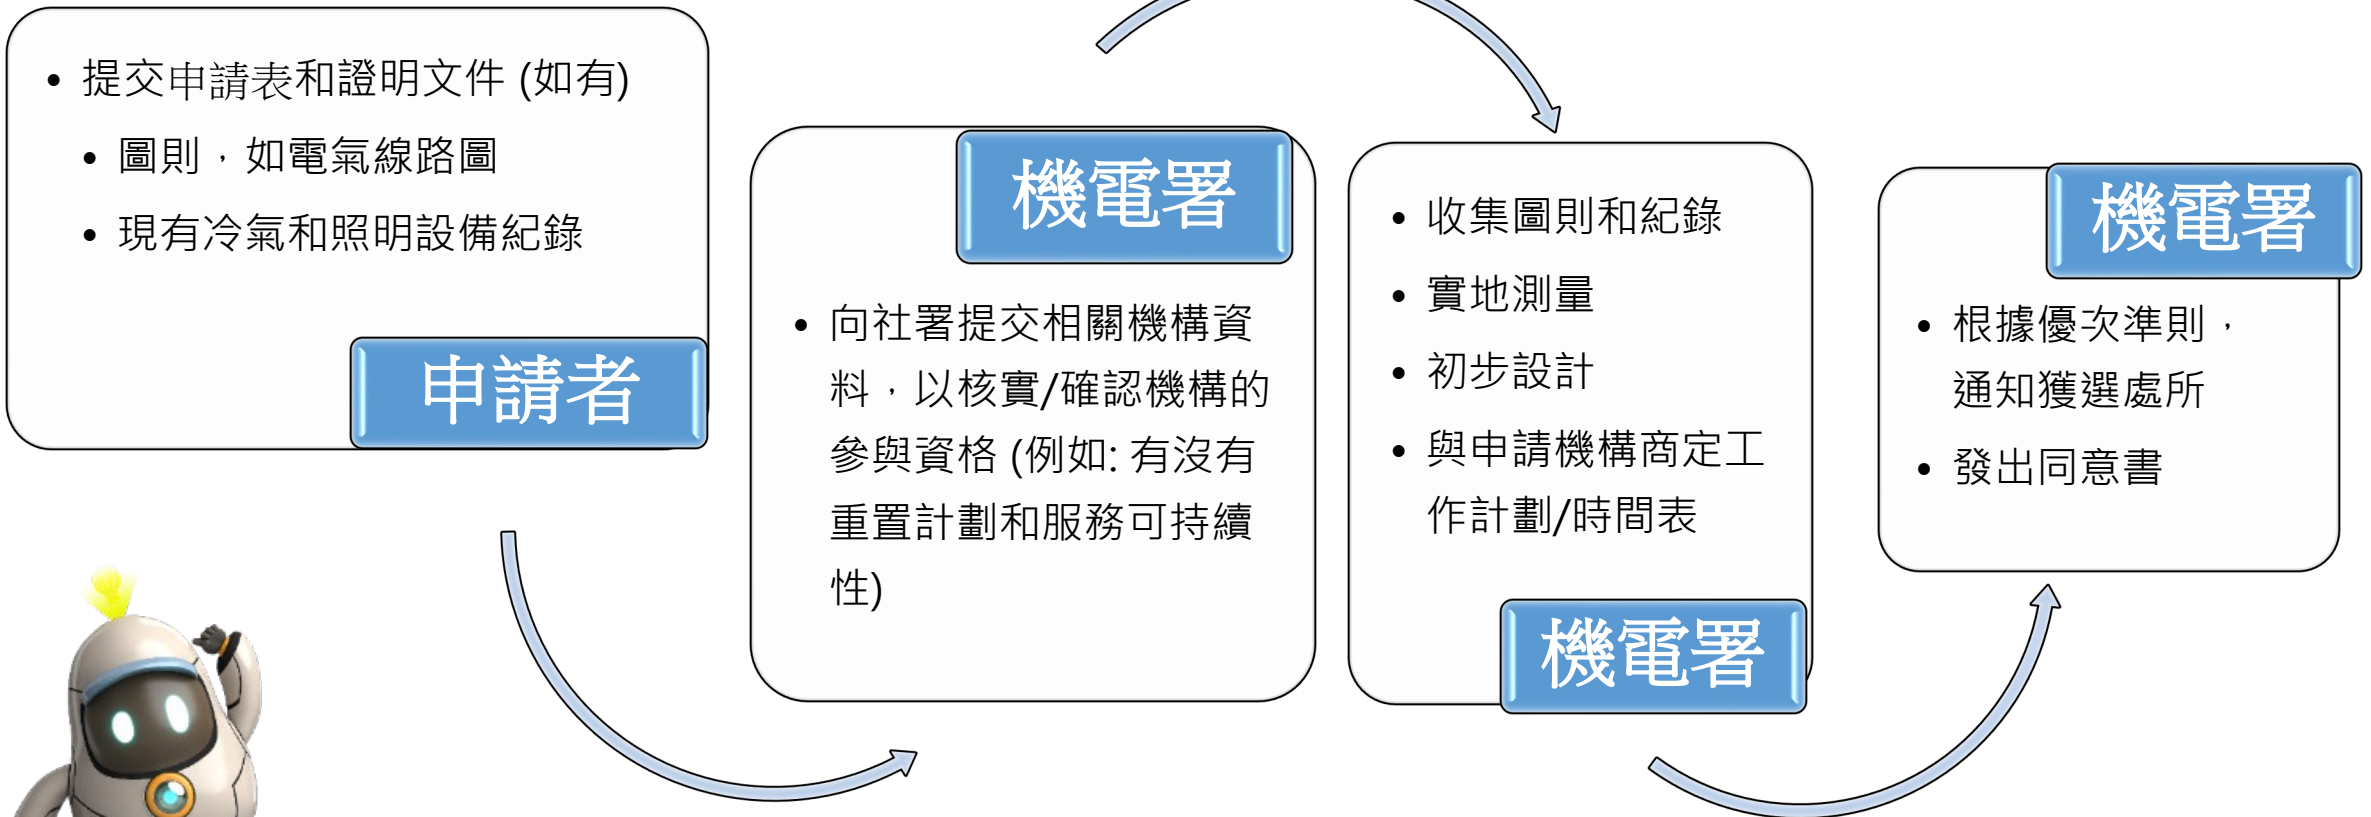 • 提交申請表和證明文件 (如有)
• 圖則，如電氣線路圖
• 現有冷氣和照明設備紀錄
申請者
機電署
• 向社署提交相關機構資
料，以核實/確認機構的
參與資格 (例如: 有沒有
重置計劃和服務可持續
性)
• 收集圖則和紀錄
• 實地測量
• 初步設計
• 與申請機構商定工
作計劃/時間表
機電署
機電署
• 根據優次準則，
通知獲選處所
• 發出同意書